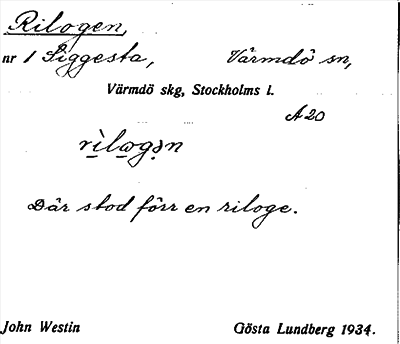 Rilogen,
nr 1 Siggesta, Värmdö sn,
Värmdö skg, Stockholms l.
A 20
rìlogən
Där stod förr en riloge.
John Westin Gösta Lundberg 1934.